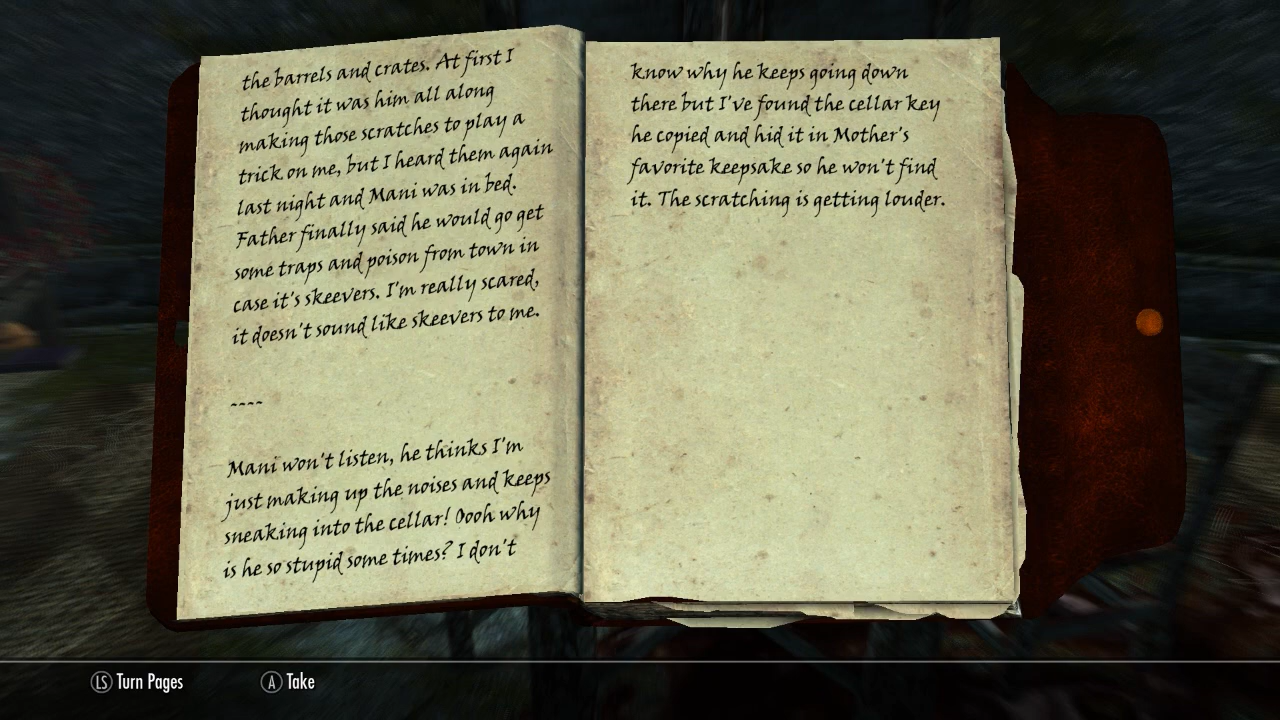 the barrels and crates. At first I
thought it was him all along
making those scratches to play a
trick on me, but I heard them again
last night and Mani was in bed.
Father finally said he would go get
some traps and poison from town in
case it's skeevers. I'm really scared,
it doesn't sound like skeevers to me.
~~~~
Mani won't listen, he thinks I'm
just making up the noises and keeps
sneaking into the cellar! Oooh why
is he so stupid some times? I don't
know why he keeps going down
there but I've found the cellar key
he copied and hid it in Mother's
favorite keepsake so he won't find
it. The scratching is getting louder.
LS Turn Pages
A Take